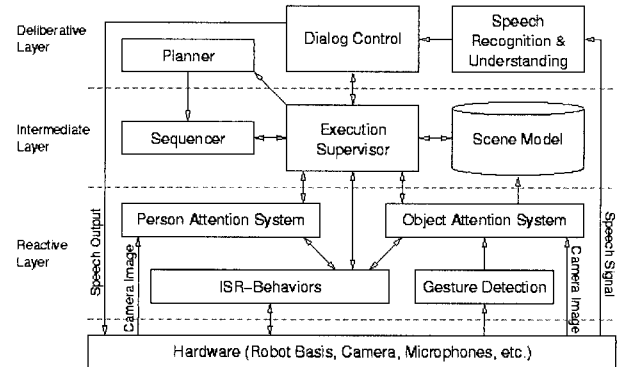 Deliberative
Layer
Planner
Dialog Control
Speech
Recognition &
Understanding
Intermediate
Layer
Sequencer
Execution
Supervisor
Scene Model
Reactive
Layer
Speech Output
Camera Image
Person Attention System
Object Attention System
ISR-Behaviors
Gesture Detection
Camera Image
Speech Signal
Hardware (Robot Basis, Camera, Microphones, etc.)